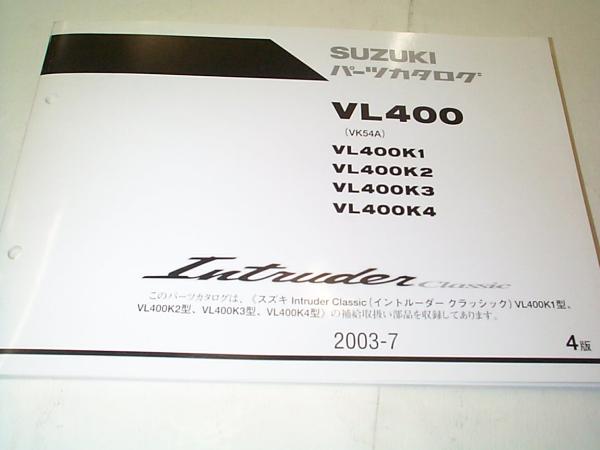 SUZUKI
パーツカタログ
VL400
(VK54A)
VL400K1
VL400K2
VL400K3
VL400K4
Intruder Classic
このパーツカタログは、《スズキ Intruder Classic(イントルーダー クラッシック) VL400K1型、
VL400K2型、VL400K3型、VL400K4型》の補給取扱い部品を収録してあります。
2003-7
4版